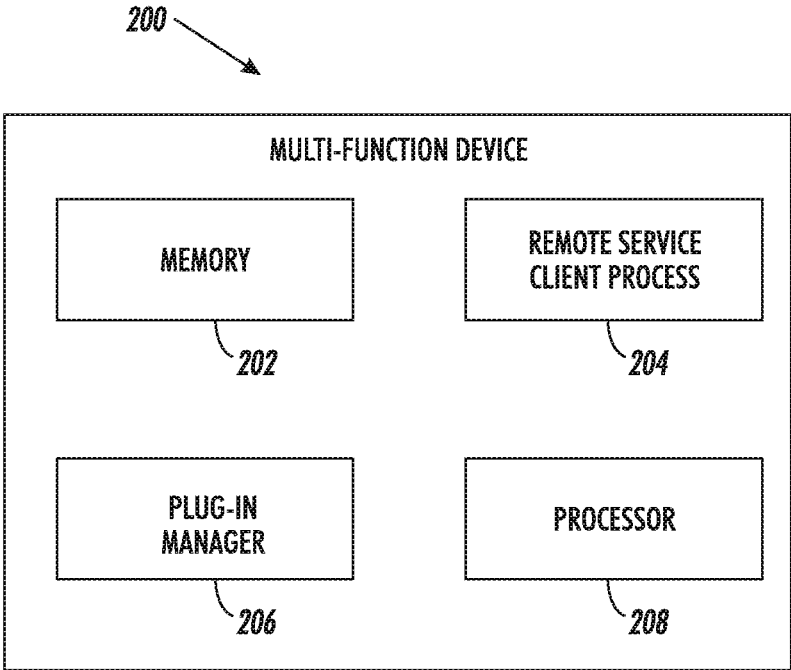 200
MULTI-FUNCTION DEVICE
MEMORY
202
REMOTE SERVICE
CLIENT PROCESS
204
PLUG-IN
MANAGER
206
PROCESSOR
208